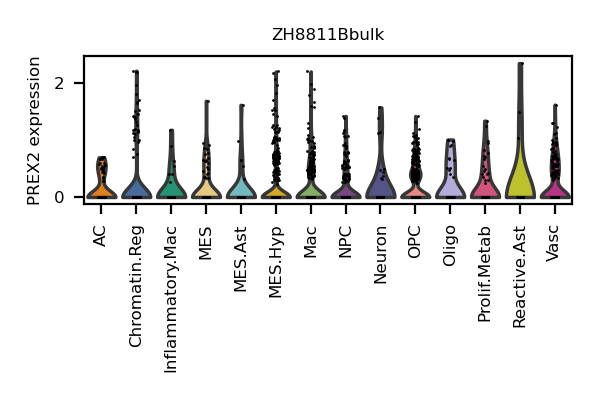 ZH8811Bbulk
PREX2 expression
2
0
AC
Chromatin.Reg
Inflammatory.Mac
MES
MES.Ast
MES.Hyp
Mac
NPC
Neuron
OPC
Oligo
Prolif.Metab
Reactive.Ast
Vasc